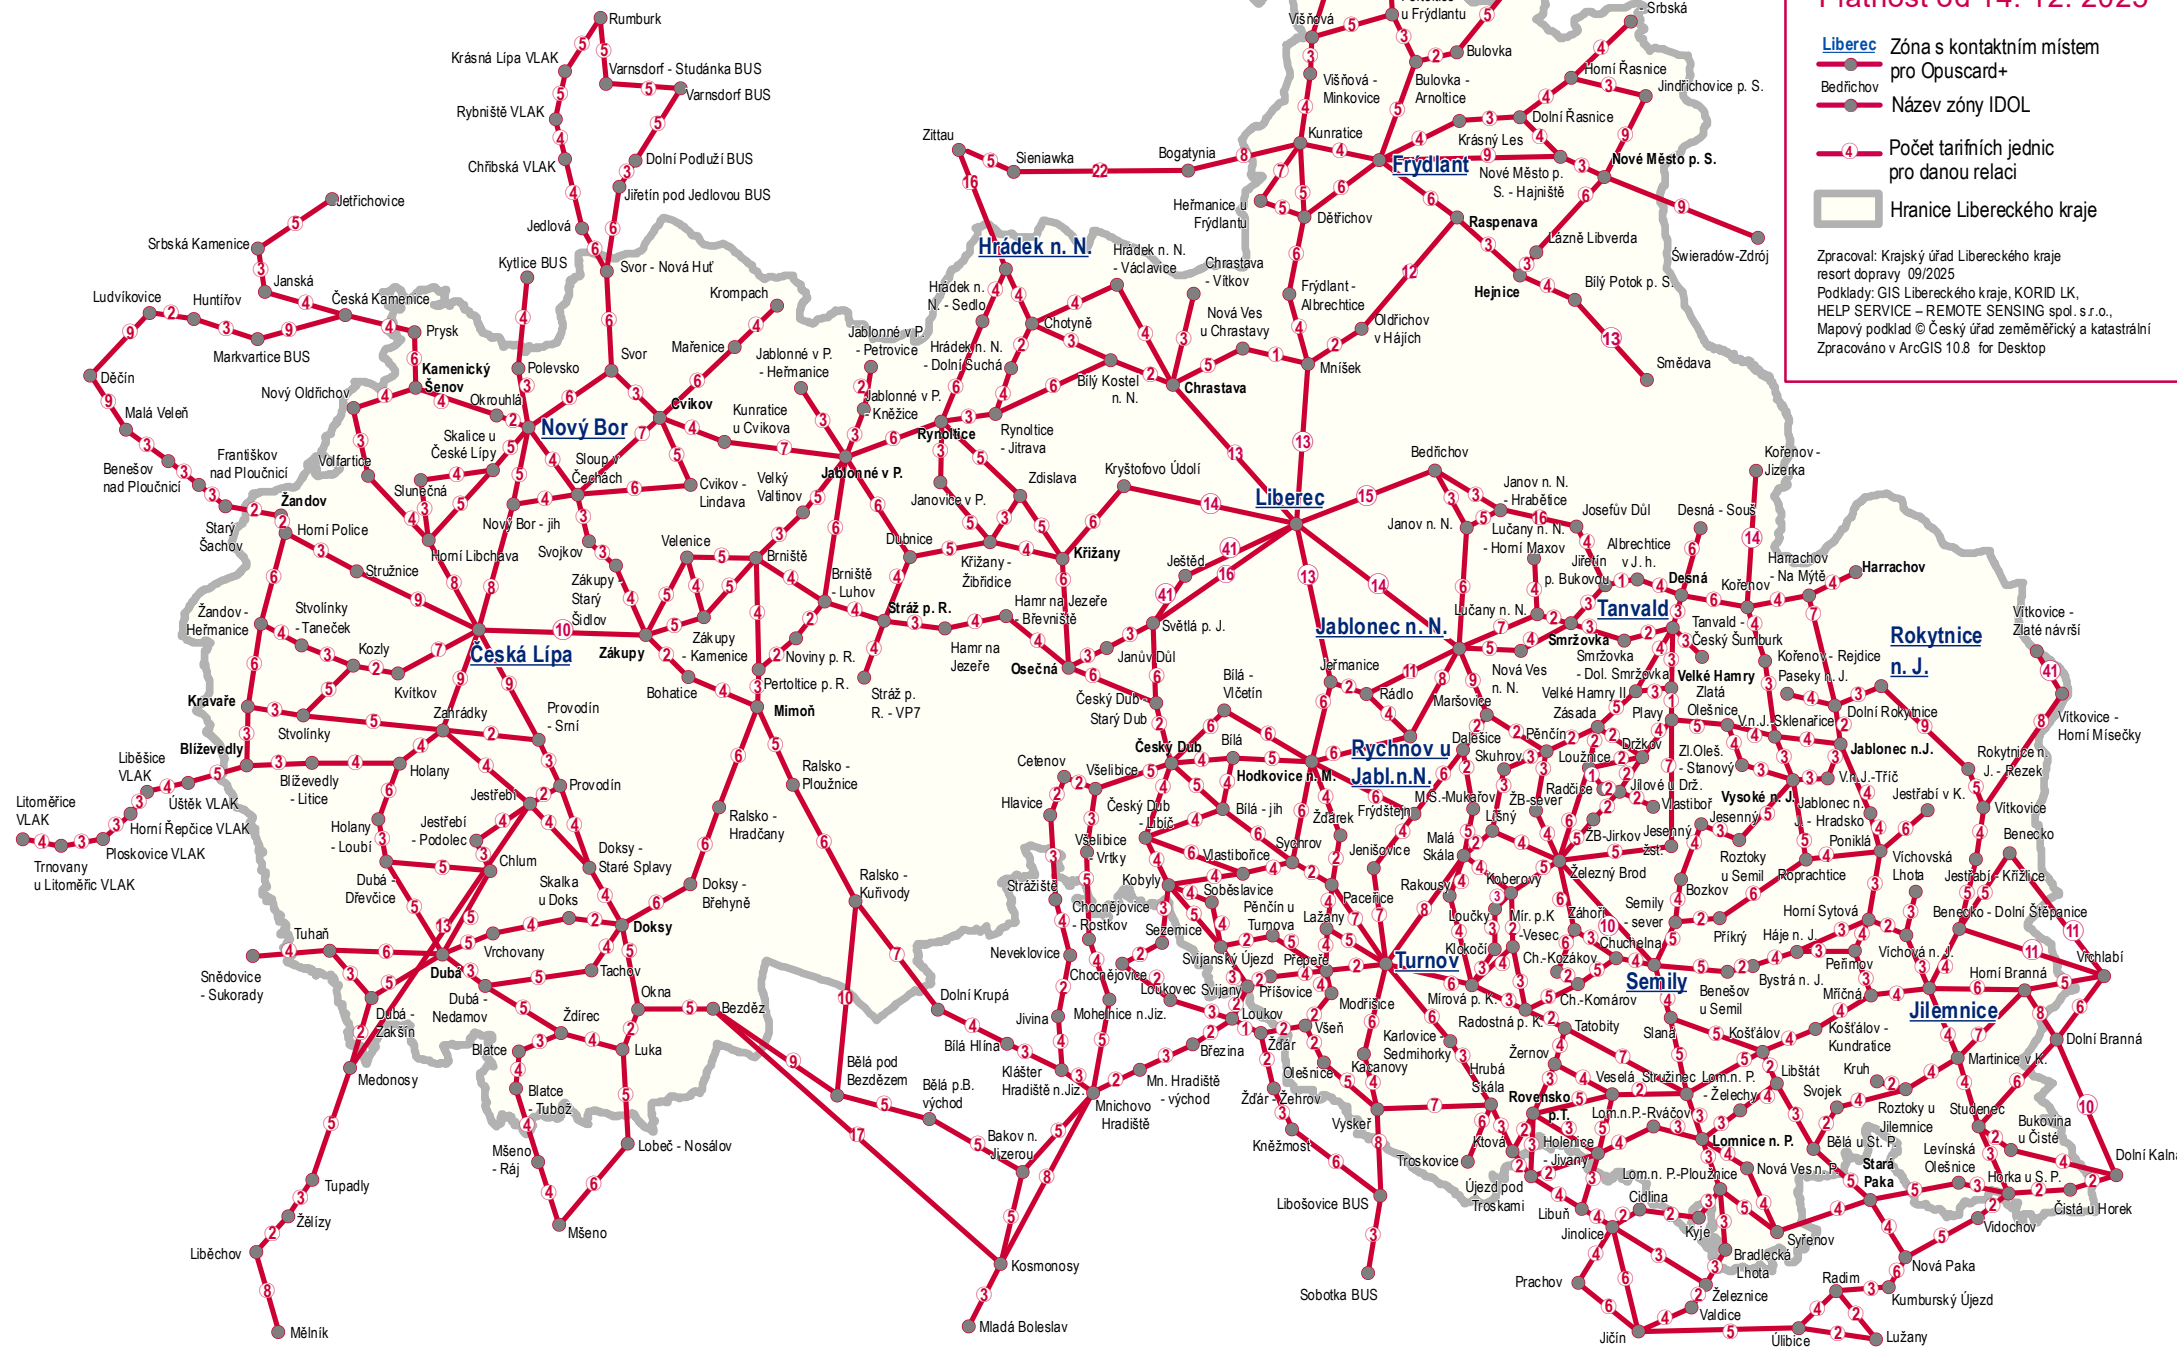 Platnost od 14. 12. 2025
Liberec
Zóna s kontaktním místem
pro Opuscard+
Bedřichov
Název zóny IDOL
4
Počet tarifních jednic
pro danou relaci
Hranice Libereckého kraje
Zpracoval: Krajský úřad Libereckého kraje
resort dopravy 09/2025
Podklady: GIS Libereckého kraje, KORID LK,
HELP SERVICE – REMOTE SENSING spol. s r.o.,
Mapový podklad © Český úřad zeměměřický a katastrální
Zpracováno v ArcGIS 10.8 for Desktop
Rumburk
Krásná Lípa VLAK
Varnsdorf - Studánka BUS
Varnsdorf BUS
Rybniště VLAK
Chřibská VLAK
Dolní Podluží BUS
Jiřetín pod Jedlovou BUS
Jedlová
Jetřichovice
Srbská Kamenice
Janská
Kytlice BUS
Svor - Nová Huť
Ludvíkovice
Huntířov
Česká Kamenice
Markvartice BUS
Prysk
Děčín
Kamenický
Šenov
Polevsko
Svor
Krompach
Mařenice
Nový Oldřichov
Okrouhlá
Nový Bor
Cvikov
Malá Veleň
Benešov
nad Ploučnicí
Františkov
nad Ploučnicí
Volfartice
Skalice u
České Lípy
Slunečná
Sloup v
Čechách
Kunratice
u Cvikova
Cvikov -
Lindava
Jablonné v P.
- Heřmanice
Jablonné v P.
- Petrovice
Jablonné v P.
- Kněžice
Jablonné v P.
Velký
Valtinov
Žandov
Starý
Šachov
Horní Police
Stružnice
Horní Libchava
Nový Bor - jih
Svojkov
Zákupy -
Starý
Šidlov
Velenice
Brniště
Brniště
- Luhov
Dubnice
Žandov -
Heřmanice
Stvolínky
- Taneček
Kozly
Kvítkov
Česká Lípa
Zákupy
Zákupy
- Kamenice
Bohatice
Noviny p. R.
Pertoltice p. R.
Mimoň
Stráž p. R.
Stráž p.
R. - VP7
Hamr na
Jezeře
Hamr na Jezeře
- Břevniště
Kravaře
Stvolínky
Zahrádky
Provodín
- Srní
Blíževedly
Blíževedly
- Litice
Holany
Liběšice
VLAK
Úštěk VLAK
Horní Řepčice VLAK
Ploskovice VLAK
Litoměřice
VLAK
Trnovany
u Litoměřic VLAK
Jestřebí
Provodín
Jestřebí
- Podolec
Holany
- Loubí
Chlum
Dubá -
Dřevčice
Doksy -
Staré Splavy
Skalka
u Doks
Doksy -
Břehyně
Ralsko -
Hradčany
Ralsko -
Ploužnice
Ralsko -
Kuřivody
Doksy
Tuhaň
Snědovice
- Sukorady
Dubá
Vrchovany
Tachov
Dubá -
Nedamov
Dubá -
Zakšín
Okna
Bezděz
Ždírec
Luka
Blatce
Blatce
- Tubož
Medonosy
Tupadly
Žělízy
Liběchov
Mělník
Mšeno
- Ráj
Mšeno
Lobeč - Nosálov
Bělá pod
Bezdězem
Bělá p.B.
východ
Bakov n.
Jizerou
Kosmonosy
Mladá Boleslav
Dolní Krupá
Bílá Hlína
Klášter
Hradiště n.Jiz.
Mnichovo
Hradiště
Mn. Hradiště
- východ
Březina
Jivina
Mohelnice n.Jiz.
Neveklovice
Strážiště
Chocnějovice
- Rostkov
Chocnějovice
Sezemice
Loukovec
Loukov
Svijany
Svijanský Újezd
Příšovice
Přepeře
Žďár
Žďár - Žehrov
Kněžmost
Všeň
Olešnice
Modřišice
Kacanovy
Vyskeř
Libošovice BUS
Sobotka BUS
Zittau
Sieniawka
Bogatynia
Hrádek n. N.
Hrádek n.
N. - Sedlo
Hrádek n. N.
- Václavice
Chotyně
Hrádek n. N.
- Dolní Suchá
Chrastava
- Vítkov
Nová Ves
u Chrastavy
Bílý Kostel
n. N.
Chrastava
Rynoltice
Rynoltice
- Jitrava
Janovice v P.
Zdislava
Křižany -
Žibřidice
Křižany
Kryštofovo Údolí
Osečná
Janův Důl
Světlá p. J.
Ještěd
Liberec
Višňová
u Frýdlantu
Bulovka
- Srbská
Horní Řasnice
Jindřichovice p. S.
Višňová -
Minkovice
Bulovka -
Arnoltice
Kunratice
Krásný Les
Dolní Řasnice
Frýdlant
Nové Město p.
S. - Hajniště
Nové Město p. S.
Heřmanice u
Frýdlantu
Dětřichov
Raspenava
Lázně Libverda
Świeradów-Zdrój
Hejnice
Bílý Potok p. S.
Smědava
Frýdlant -
Albrechtice
Oldřichov
v Hájích
Mníšek
Bedřichov
Janov n. N.
- Hrabětice
Janov n. N.
Lučany n. N.
- Horní Maxov
Josefův Důl
Jiřetín
p. Bukovou
Albrechtice
v J. h.
Desná - Souš
Desná
Kořenov -
Jizerka
Kořenov
Harrachov
- Na Mýtě
Harrachov
Tanvald
Tanvald -
Český Šumburk
Kořenov - Rejdice
Paseky n. J.
Lučany n. N.
Smržovka
Smržovka
- Dol. Smržovka
Nová Ves
n. N.
Jablonec n. N.
Jeřmanice
Rádlo
Maršovice
Velké Hamry
Velké Hamry II
Zlatá
Olešnice
Zásada
Plavy
V.n.J.-Sklenařice
Dolní Rokytnice
Rokytnice
n. J.
Vítkovice -
Zlaté návrší
Vítkovice -
Horní Mísečky
Jablonec n.J.
Rokytnice n.
J. - Rezek
Vítkovice
Český Dub -
Starý Dub
Bílá -
Vlčetín
Bílá
Český Dub
Hodkovice n. M.
Rychnov u
Jabl.n.N.
Dalešice
Pěnčín
Skuhrov
Držkov
Loužnice
Zl.Oleš.
- Stanový
Cetenov
Všelibice
Hlavice
Všelibice
- Vrtky
Český Dub
- Libíč
Bílá - jih
Žďárek
Frýdštejn
M.S.-Mukařov
ŽB-sever
Radčice
Jílové u Drž.
Vlastiboř
Vysoké n. J.
V.n.J.-Tříč
Jablonec n.
J. - Hradsko
Jestřabí v K.
Líšný
Malá
Skála
ŽB-Jirkov
Jesenný
žst.
Jesenný
Roztoky
u Semil
Poniklá
Roprachtice
Benecko
Jestřabí - Křížlice
Víchovská
Lhota
Sychrov
Vlastibořice
Kobyly
Soběslavice
Pěnčín u
Turnova
Lažany
Paceřice
Jenišovice
Rakousy
Koberovy
Železný Brod
Bozkov
Semily
- sever
Příkrý
Háje n. J.
Horní Sytová
Benecko - Dolní Štěpanice
Loučky
Mír. p.K
-Vesec
Záhoří
Klokočí
Chuchelna
Ch.-Kozákov
Ch.-Komárov
Semily
Benešov
u Semil
Bystrá n. J.
Peřimov
Víchová n. J.
Vrchlabí
Horní Branná
Mříčná
Jilemnice
Dolní Branná
Turnov
Mírová p. K.
Radostná p. K.
Tatobity
Slaná
Košťálov
Košťálov -
Kundratice
Karlovice -
Sedmihorky
Hrubá
Skála
Žernov
Veselá
Stružinec
Lom.n. P.
- Želechy
Libštát
Svojek
Kruh
Martinice v K.
Roztoky u
Jilemnice
Studenec
Bukovina
u Čisté
Dolní Kalná
Rovensko
p.T.
Lom.n.P.-Rváčov
Holenice
- Jivany
Lomnice n. P.
Bělá u St. P.
Nová Ves n. P.
Stará
Paka
Levínská
Olešnice
Horka u S. P.
Čistá u Horek
Vidochov
Ktová
Troskovice
Újezd pod
Troskami
Libuň
Lom.n. P.-Ploužnice
Cidlina
Kyje
Syřenov
Jinolice
Prachov
Bradlecká
Lhota
Železnice
Valdice
Jičín
Nová Paka
Kumburský Újezd
Radim
Úlibice
Lužany